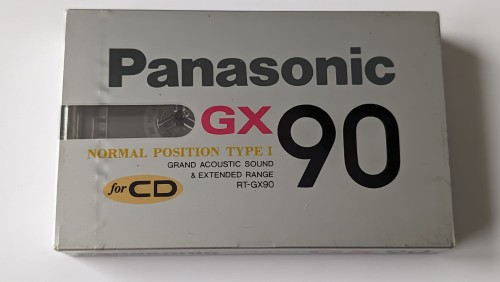 Panasonic
GX 90
NORMAL POSITION TYPE I
GRAND ACOUSTIC SOUND
& EXTENDED RANGE
RT-GX90
for CD